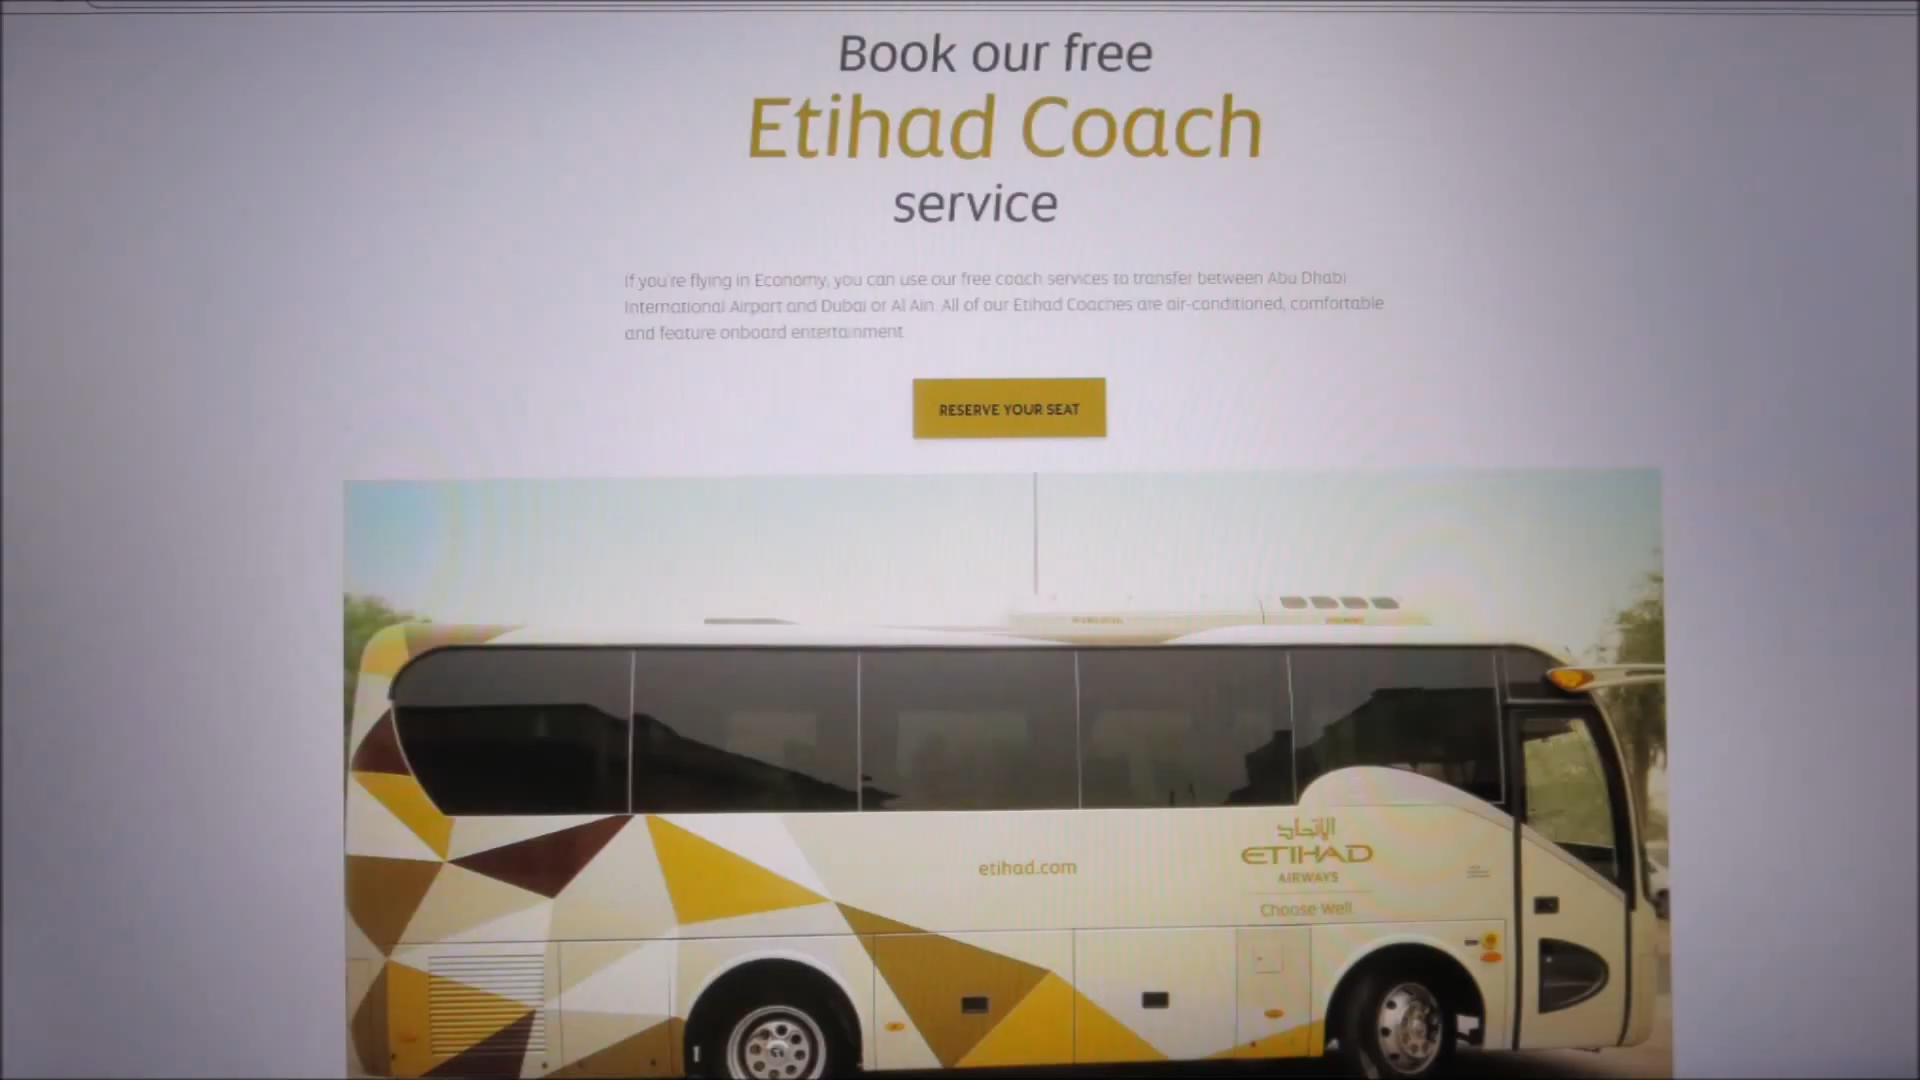 Book our free
Etihad Coach
service
If you're flying in Economy, you can use our free coach services to transfer between Abu Dhabi
International Airport and Dubai or Al Ain. All of our Etihad Coaches are air-conditioned, comfortable
and feature onboard entertainment
RESERVE YOUR SEAT
الإتحاد
ETIHAD
AIRWAYS
etihad.com
Choose Well.